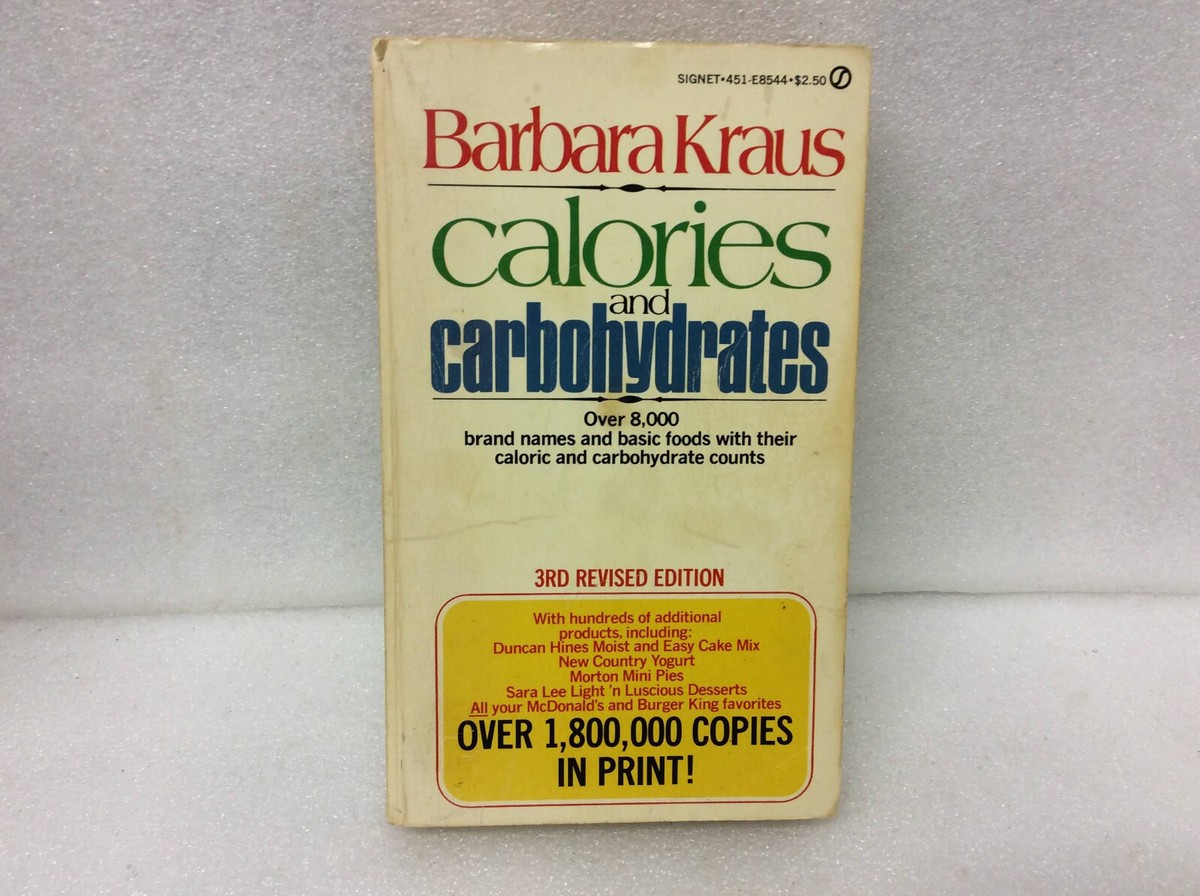 SIGNET•451-E8544•$2.50
Barbara Kraus
calories
and
carbohydrates
Over 8,000
brand names and basic foods with their
caloric and carbohydrate counts
3RD REVISED EDITION
With hundreds of additional
products, including:
Duncan Hines Moist and Easy Cake Mix
New Country Yogurt
Morton Mini Pies
Sara Lee Light 'n Luscious Desserts
All your McDonald's and Burger King favorites
OVER 1,800,000 COPIES
IN PRINT!